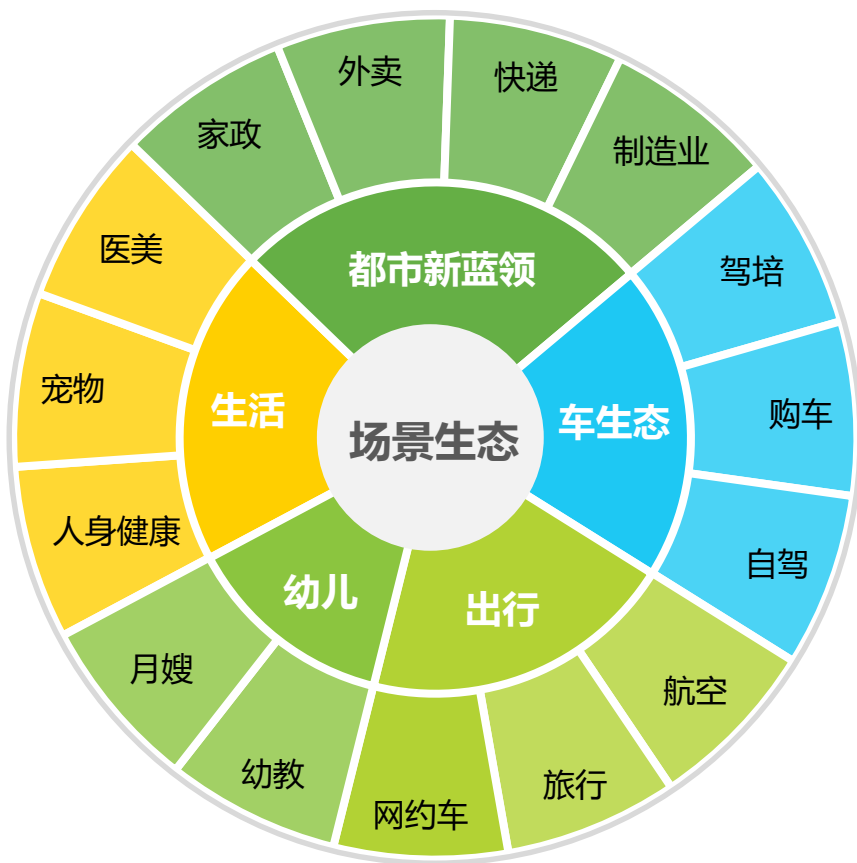 场景生态
都市新蓝领
家政
外卖
快递
制造业
车生态
驾培
购车
自驾
出行
航空
旅行
网约车
幼儿
幼教
月嫂
生活
人身健康
宠物
医美